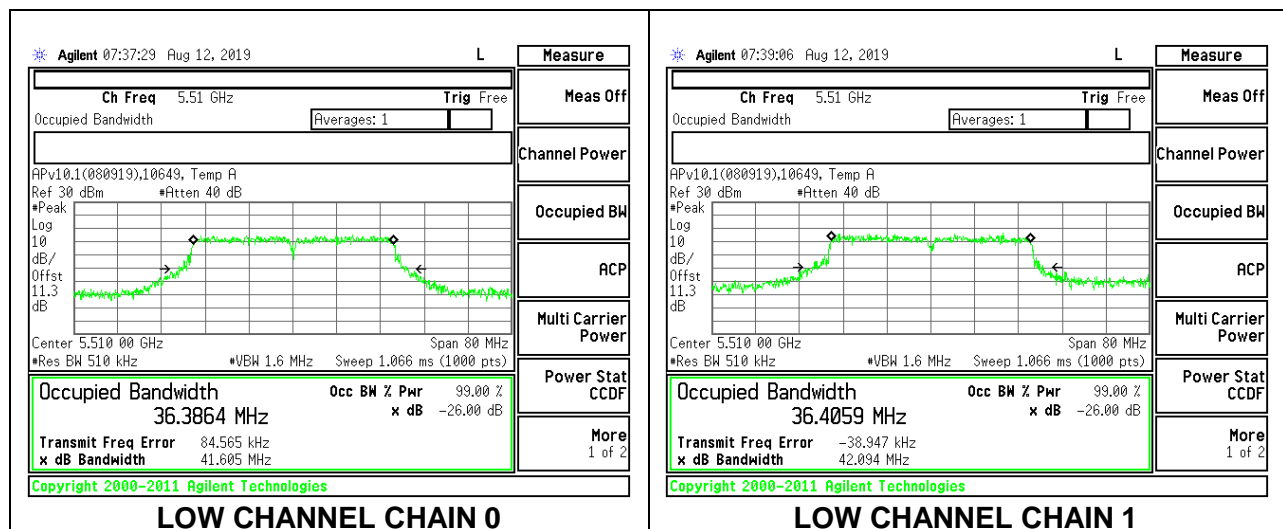 Agilent 07:37:29 Aug 12, 2019 L Measure
Ch Freq 5.51 GHz Trig Free
Occupied Bandwidth Averages: 1
APv10.1(080919),10649, Temp A
Ref 30 dBm #Atten 40 dB
#Peak
Log
10
dB/
Offst
11.3
dB
Center 5.510 00 GHz Span 80 MHz
#Res BW 510 kHz #VBW 1.6 MHz Sweep 1.066 ms (1000 pts)
Occupied Bandwidth Occ BW % Pwr 99.00 %
36.3864 MHz x dB -26.00 dB
Transmit Freq Error 84.565 kHz
x dB Bandwidth 41.605 MHz
Copyright 2000-2011 Agilent Technologies
Meas Off
Channel Power
Occupied BW
ACP
Multi Carrier
Power
Power Stat
CCDF
More
1 of 2
LOW CHANNEL CHAIN 0
Agilent 07:39:06 Aug 12, 2019 L Measure
Ch Freq 5.51 GHz Trig Free
Occupied Bandwidth Averages: 1
APv10.1(080919),10649, Temp A
Ref 30 dBm #Atten 40 dB
#Peak
Log
10
dB/
Offst
11.3
dB
Center 5.510 00 GHz Span 80 MHz
#Res BW 510 kHz #VBW 1.6 MHz Sweep 1.066 ms (1000 pts)
Occupied Bandwidth Occ BW % Pwr 99.00 %
36.4059 MHz x dB -26.00 dB
Transmit Freq Error -38.947 kHz
x dB Bandwidth 42.094 MHz
Copyright 2000-2011 Agilent Technologies
Meas Off
Channel Power
Occupied BW
ACP
Multi Carrier
Power
Power Stat
CCDF
More
1 of 2
LOW CHANNEL CHAIN 1